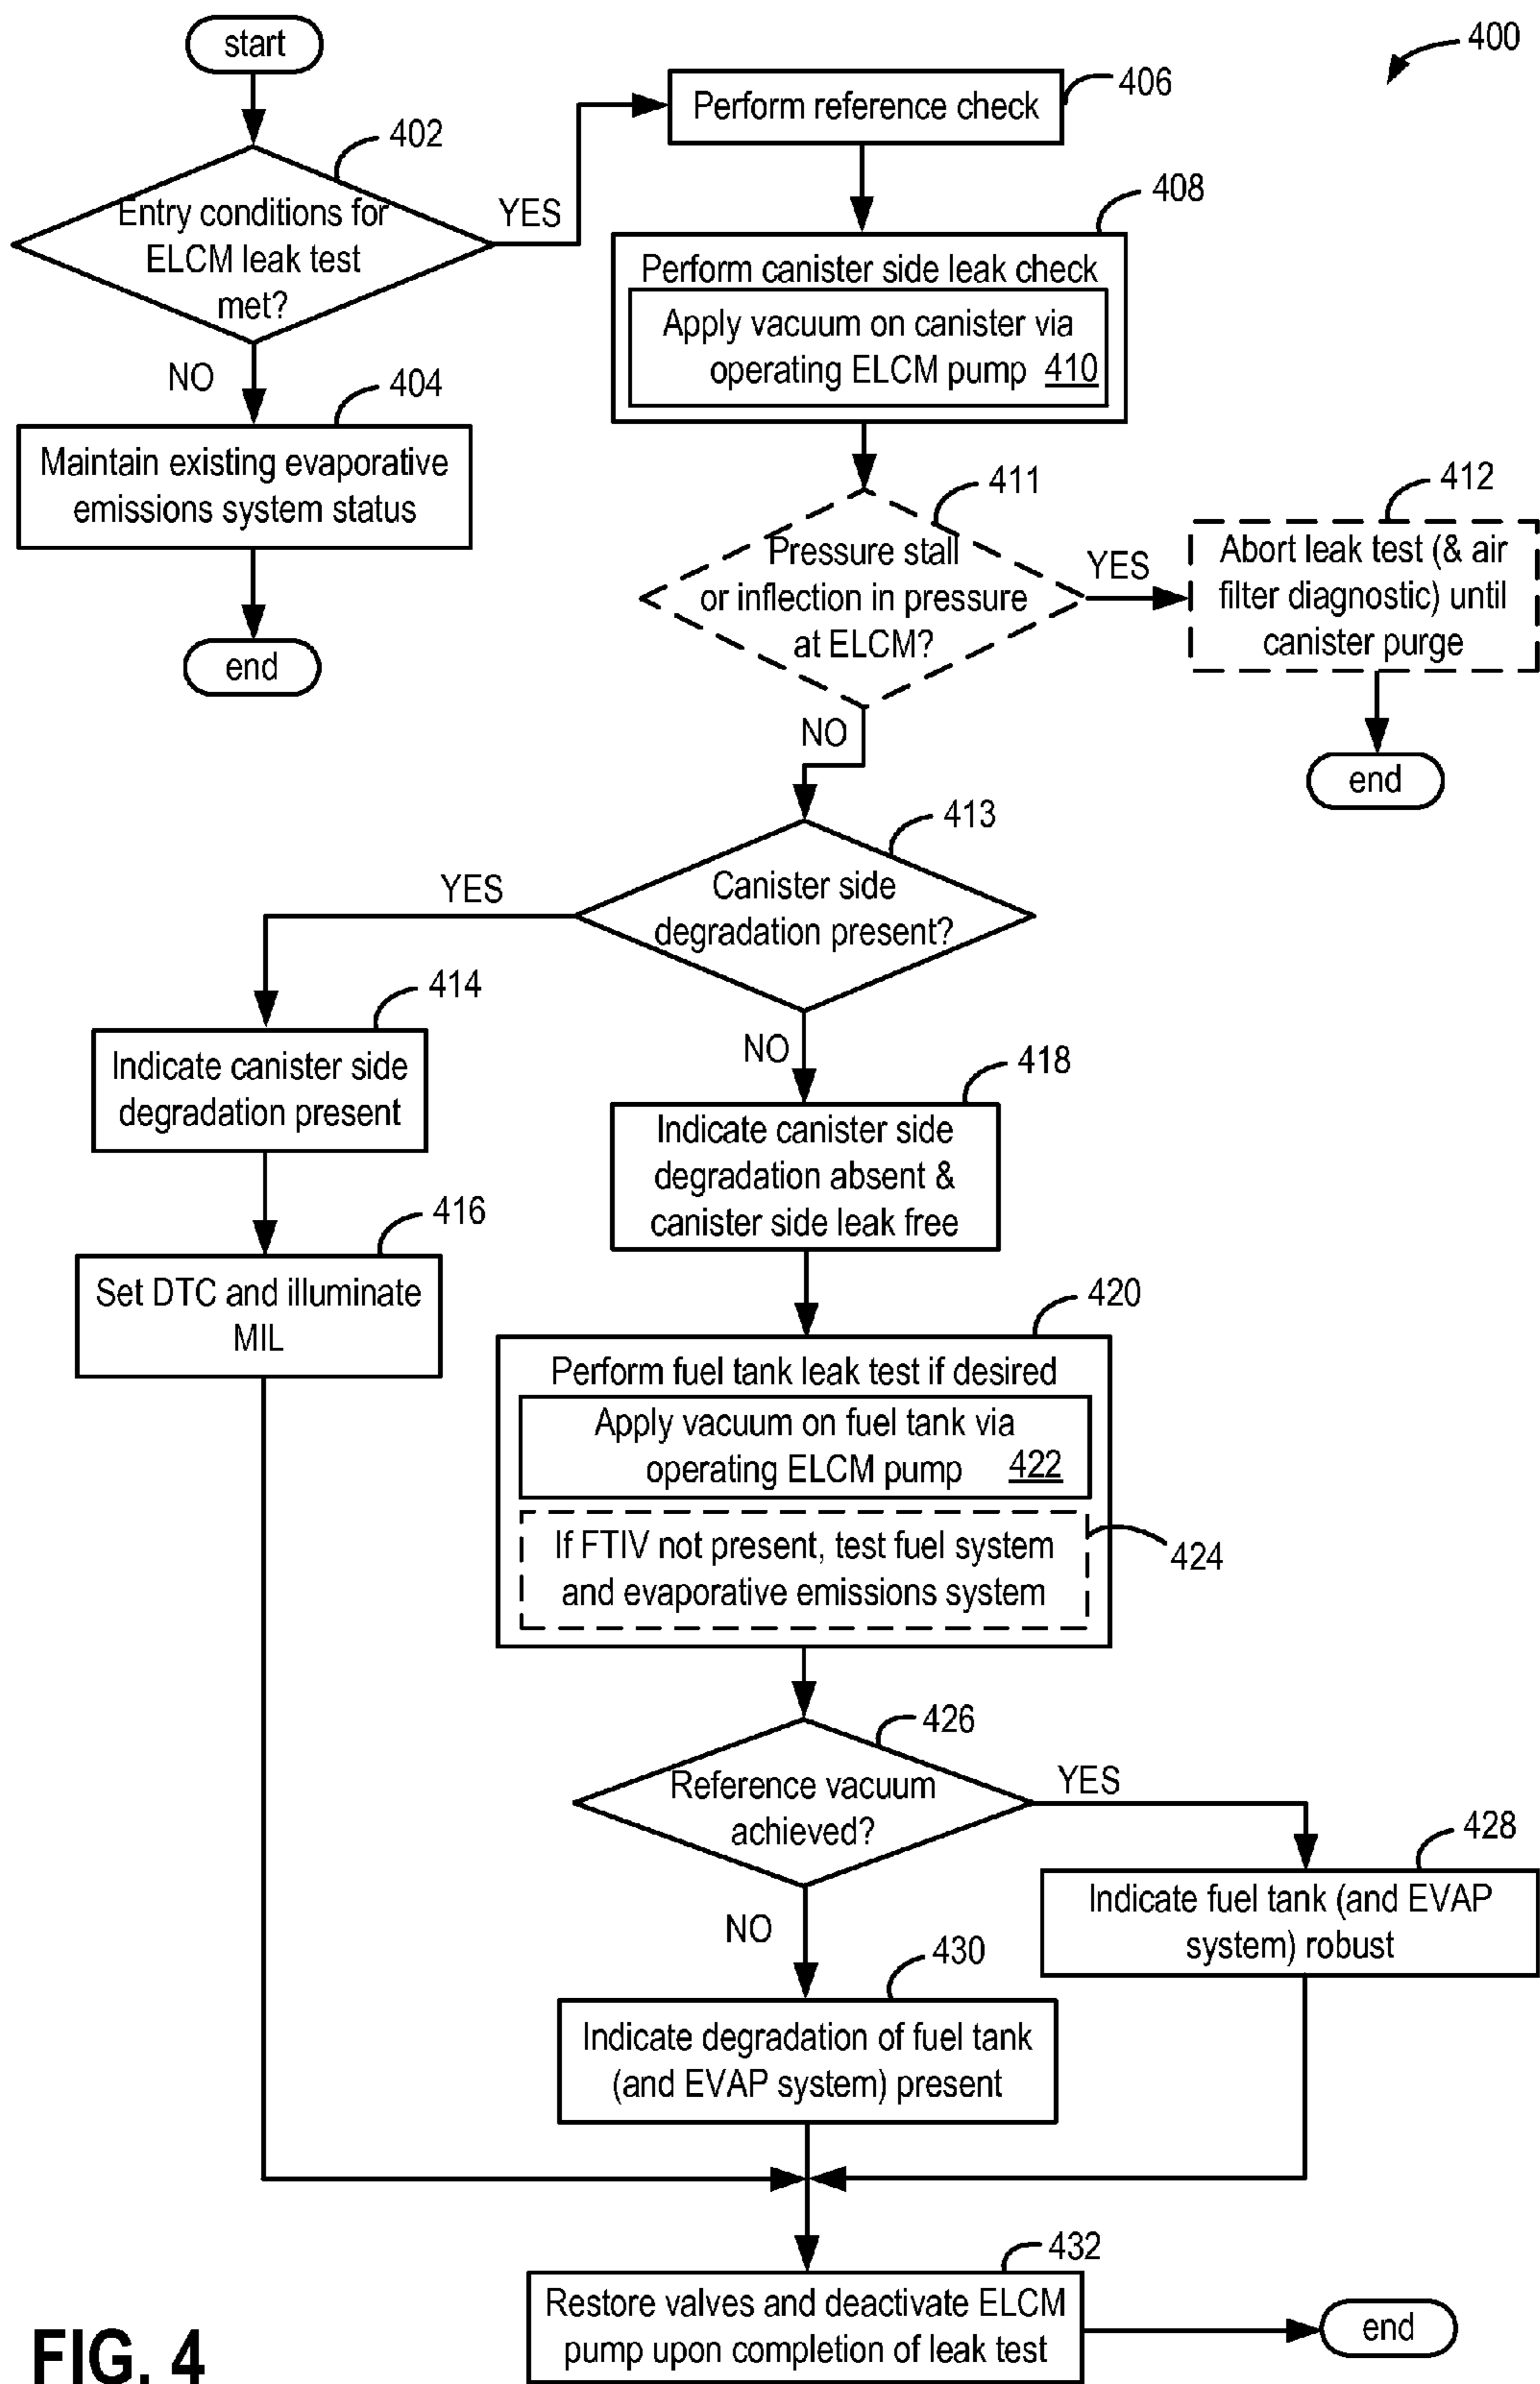 start
400
402
Entry conditions for
ELCM leak test
met?
YES
NO
404
Maintain existing evaporative
emissions system status
end
406
Perform reference check
408
Perform canister side leak check
Apply vacuum on canister via
operating ELCM pump 410
411
Pressure stall
or inflection in pressure
at ELCM?
YES
412
Abort leak test (& air
filter diagnostic) until
canister purge
end
NO
413
Canister side
degradation present?
YES
414
Indicate canister side
degradation present
416
Set DTC and illuminate
MIL
NO
418
Indicate canister side
degradation absent &
canister side leak free
420
Perform fuel tank leak test if desired
Apply vacuum on fuel tank via
operating ELCM pump 422
If FTIV not present, test fuel system
and evaporative emissions system
424
426
Reference vacuum
achieved?
YES
428
Indicate fuel tank (and EVAP
system) robust
NO
430
Indicate degradation of fuel tank
(and EVAP system) present
432
Restore valves and deactivate ELCM
pump upon completion of leak test
end
FIG. 4